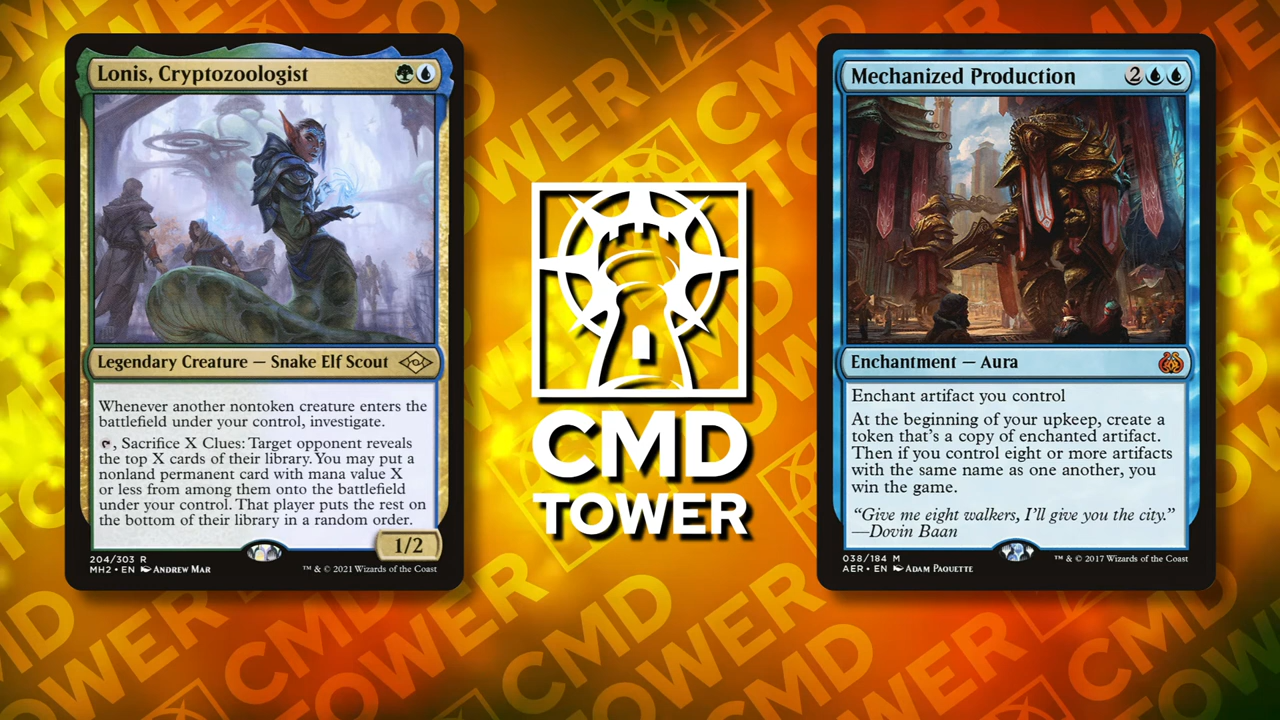 Lonis, Cryptozoologist
Legendary Creature — Snake Elf Scout
Whenever another nontoken creature enters the
battlefield under your control, investigate.
, Sacrifice X Clues: Target opponent reveals
the top X cards of their library. You may put a
nonland permanent card with mana value X
or less from among them onto the battlefield
under your control. That player puts the rest on
the bottom of their library in a random order.
1/2
204/303 R
MH2 • EN Andrew Mar
™ & © 2021 Wizards of the Coast
CMD
TOWER
Mechanized Production
2
Enchantment — Aura
Enchant artifact you control
At the beginning of your upkeep, create a
token that's a copy of enchanted artifact.
Then if you control eight or more artifacts
with the same name as one another, you
win the game.
“Give me eight walkers, I'll give you the city.”
—Dovin Baan
038/184 M
AER • EN Adam Paquette
™ & © 2017 Wizards of the Coast